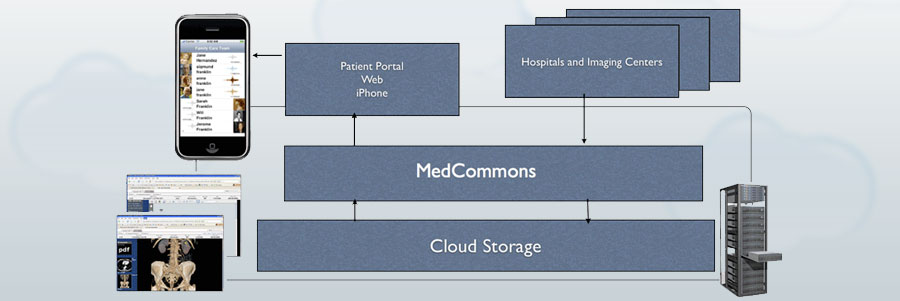 Family Care Team
Jane
Hernandez
sigmund
franklin
anne
franklin
jane
franklin
Sarah
Franklin
Will
Franklin
Jerome
Franklin
Patient Portal
Web
iPhone
Hospitals and Imaging Centers
MedCommons
Cloud Storage
pdf